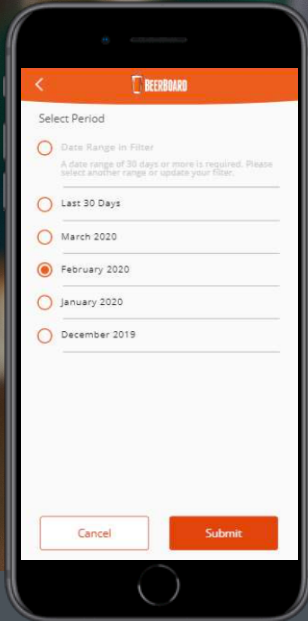 BEERBOARD
Select Period
Date Range in Filter
A date range of 30 days or more is required. Please
select another range or update your filter.
Last 30 Days
March 2020
February 2020
January 2020
December 2019
Cancel
Submit